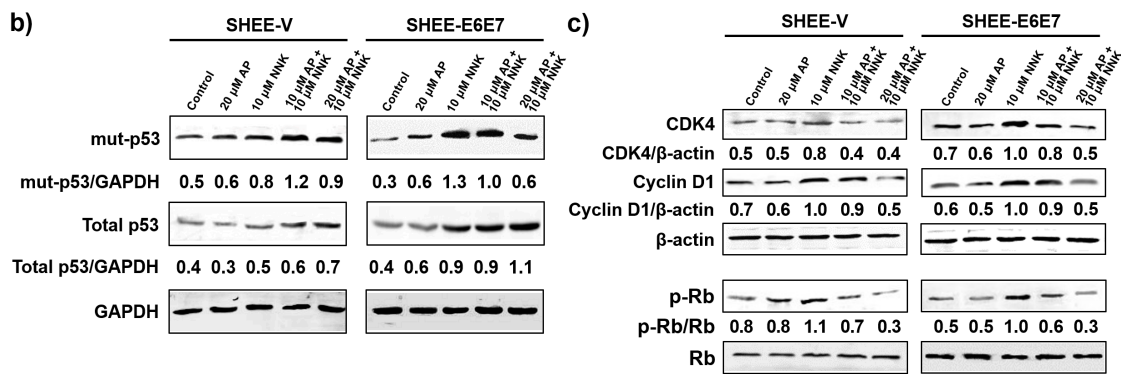 b)
SHEE-V SHEE-E6E7
Control 20 µM AP 10 µM NNK 10 µM AP + 10 µM NNK 20 µM AP + 10 µM NNK Control 20 µM AP 10 µM NNK 10 µM AP + 10 µM NNK 20 µM AP + 10 µM NNK
mut-p53
mut-p53/GAPDH 0.5 0.6 0.8 1.2 0.9 0.3 0.6 1.3 1.0 0.6
Total p53
Total p53/GAPDH 0.4 0.3 0.5 0.6 0.7 0.4 0.6 0.9 0.9 1.1
GAPDH
c)
SHEE-V SHEE-E6E7
Control 20 µM AP 10 µM NNK 10 µM AP + 10 µM NNK 20 µM AP + 10 µM NNK Control 20 µM AP 10 µM NNK 10 µM AP + 10 µM NNK 20 µM AP + 10 µM NNK
CDK4
CDK4/β-actin 0.5 0.5 0.8 0.4 0.4 0.7 0.6 1.0 0.8 0.5
Cyclin D1
Cyclin D1/β-actin 0.7 0.6 1.0 0.9 0.5 0.6 0.5 1.0 0.9 0.5
β-actin
p-Rb
p-Rb/Rb 0.8 0.8 1.1 0.7 0.3 0.5 0.5 1.0 0.6 0.3
Rb